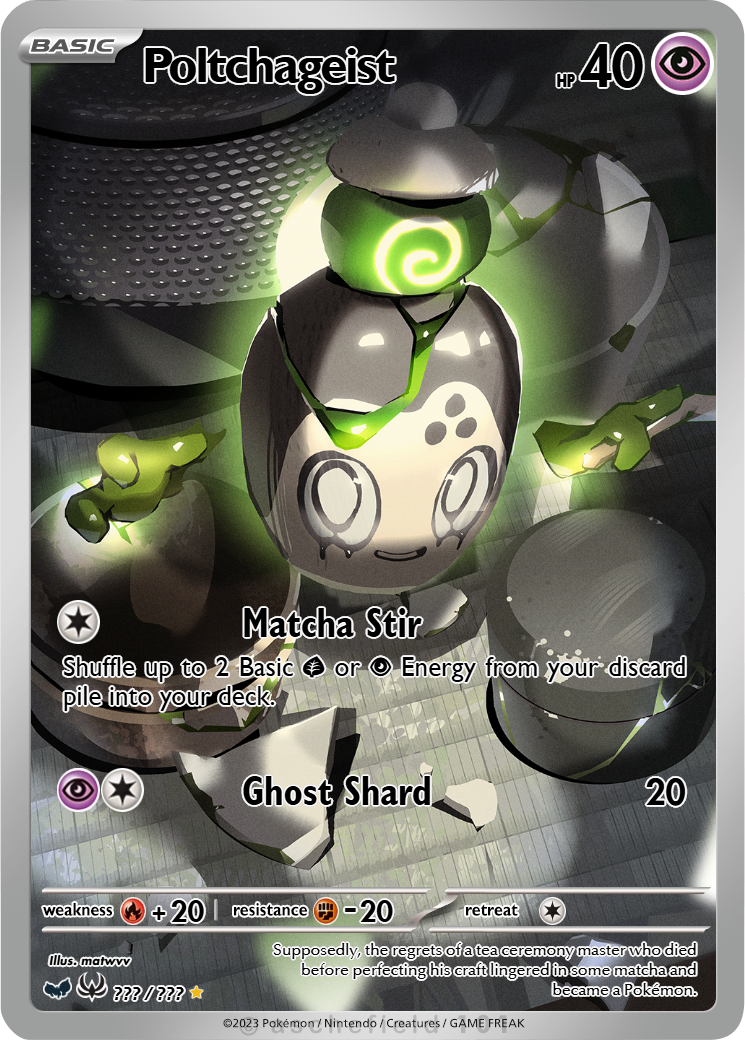 BASIC
Poltchageist
HP 40
Matcha Stir
Shuffle up to 2 Basic or Energy from your discard
pile into your deck.
Ghost Shard 20
weakness +20 resistance -20 retreat
Illus. matwvv
??? / ???
Supposedly, the regrets of a tea ceremony master who died
before perfecting his craft lingered in some matcha and
became a Pokémon.
©2023 Pokémon / Nintendo / Creatures / GAME FREAK